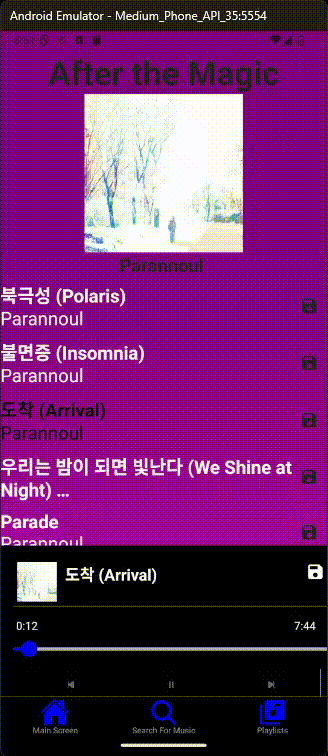 Android Emulator - Medium_Phone_API_35:5554
After the Magic
Parannoul
북극성 (Polaris)
Parannoul
불면증 (Insomnia)
Parannoul
도착 (Arrival)
Parannoul
우리는 밤이 되면 빛난다 (We Shine at
Night) ...
Parade
Parannoul
도착 (Arrival)
0:12 7:44
Main Screen Search For Music Playlists